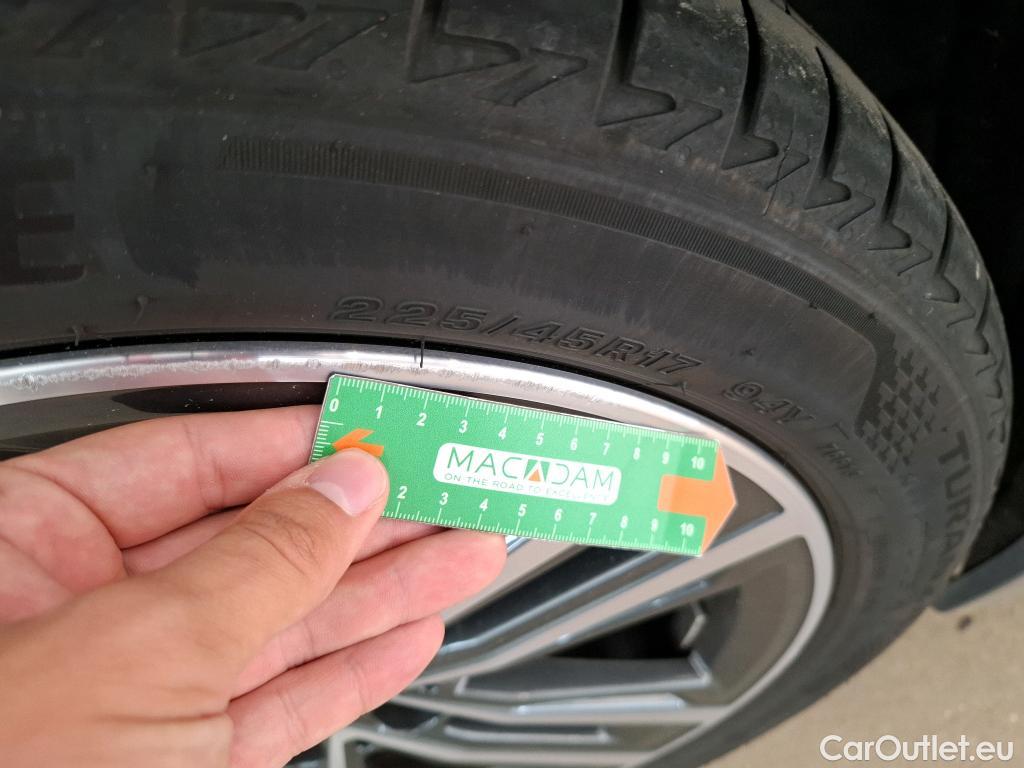 E
225/45R17 94Y
TURAN
0 1 2 3 4 5 6 7 8 9 10
MACADAM
ON THE ROAD TO EXCELLENCE
2 3 4 5 6 7 8 9 10
CarOutlet.eu